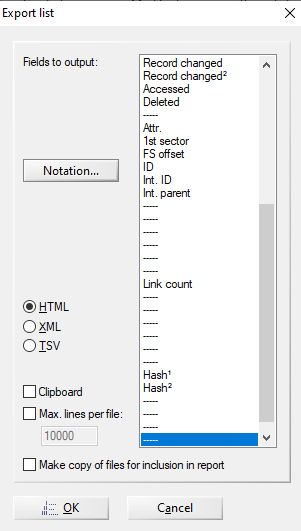 Export list
Fields to output:
Record changed
Record changed²
Accessed
Deleted
-----
Attr.
1st sector
FS offset
ID
Int. ID
Int. parent
-----
-----
-----
-----
-----
-----
Link count
-----
-----
-----
-----
-----
-----
Hash¹
Hash²
-----
-----
-----
-----
Notation...
HTML
XML
TSV
Clipboard
Max. lines per file:
10000
Make copy of files for inclusion in report
OK
Cancel